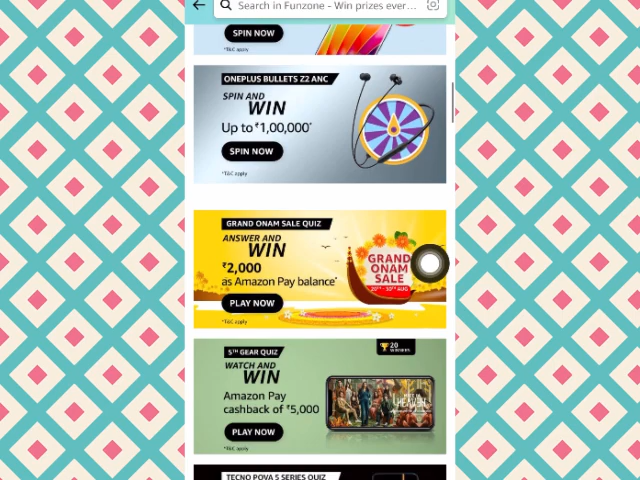 Search in Funzone - Win prizes ever...
SPIN NOW
*T&C apply
ONEPLUS BULLETS Z2 ANC
SPIN AND
WIN
Up to ₹1,00,000*
SPIN NOW
*T&C apply
GRAND ONAM SALE QUIZ
ANSWER AND
WIN
₹2,000
as Amazon Pay balance*
PLAY NOW
*T&C apply
GRAND
ONAM
SALE
5TH GEAR QUIZ
WATCH AND
WIN
Amazon Pay
cashback of ₹5,000
PLAY NOW
*T&C apply
20
WINNERS
TECNO POVA 5 SERIES QUIZ